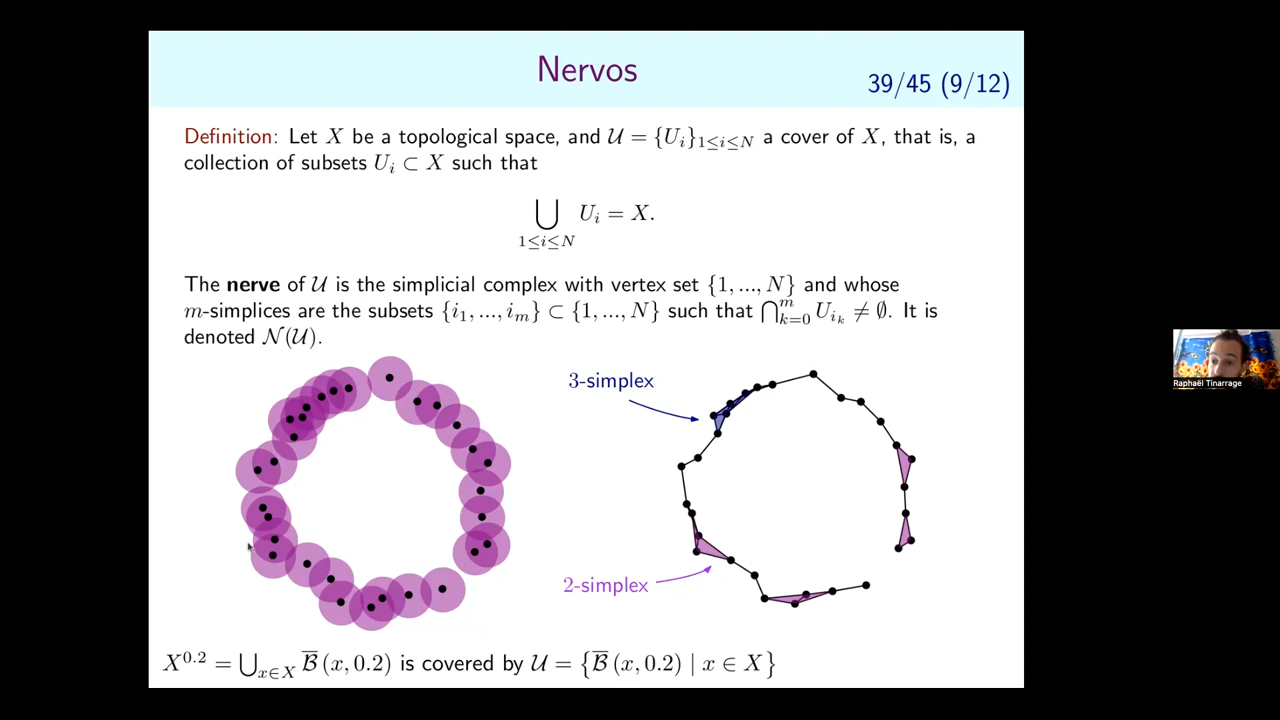 Nervos
39/45 (9/12)
Definition: Let X be a topological space, and 𝒰 = {U_i}_{1≤i≤N} a cover of X, that is, a
collection of subsets U_i ⊂ X such that
⋃_{1≤i≤N} U_i = X.
The nerve of 𝒰 is the simplicial complex with vertex set {1, ..., N} and whose
m-simplices are the subsets {i_1, ..., i_m} ⊂ {1, ..., N} such that ⋂_{k=0}^{m} U_{i_k} ≠ ∅. It is
denoted 𝒩(𝒰).
3-simplex
2-simplex
X^{0.2} = ⋃_{x∈X} \overline{ℬ}(x, 0.2) is covered by 𝒰 = {\overline{ℬ}(x, 0.2) | x ∈ X}
Raphaël Tinarrage